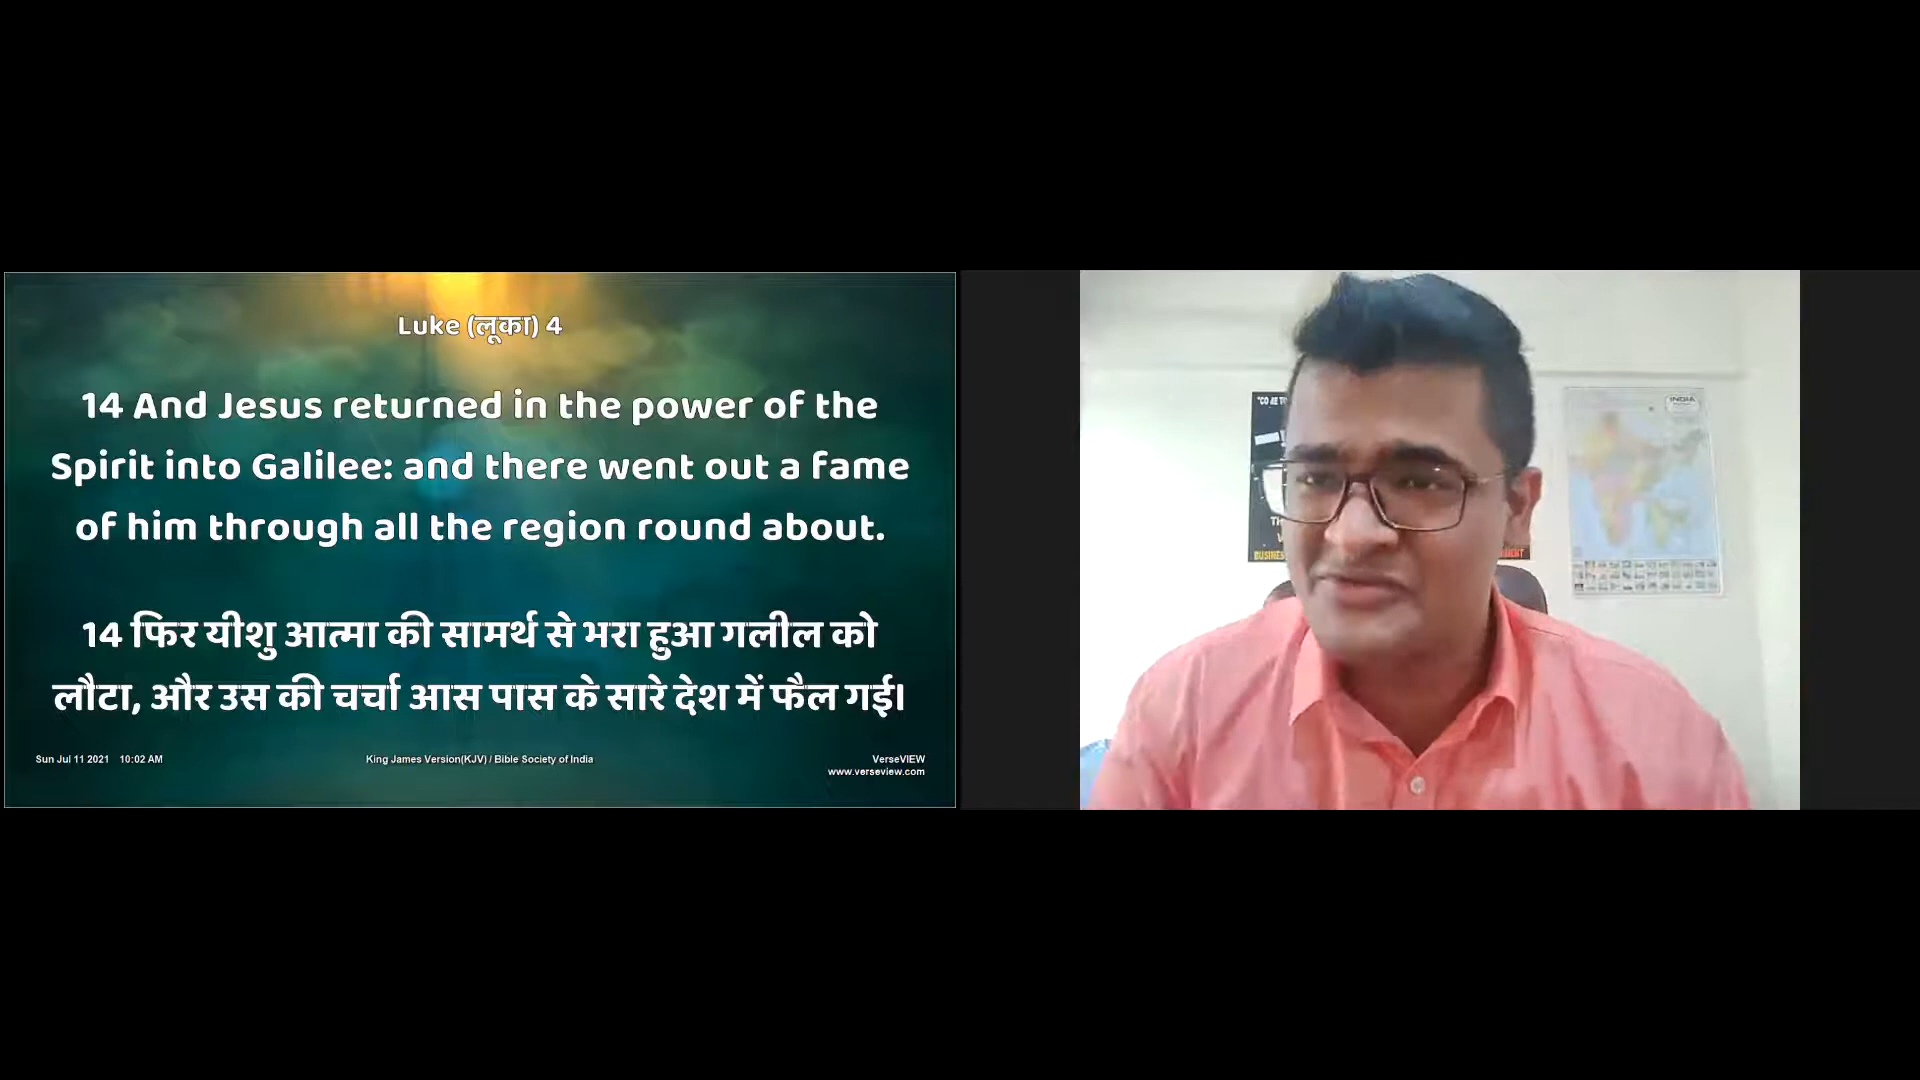 Luke (लूका) 4
14 And Jesus returned in the power of the
Spirit into Galilee: and there went out a fame
of him through all the region round about.
14 फिर यीशु आत्मा की सामर्थ से भरा हुआ गलील को
लौटा, और उस की चर्चा आस पास के सारे देश में फैल गई।
Sun Jul 11 2021 10:02 AM
King James Version(KJV) / Bible Society of India
VerseVIEW
www.verseview.com
INDIA